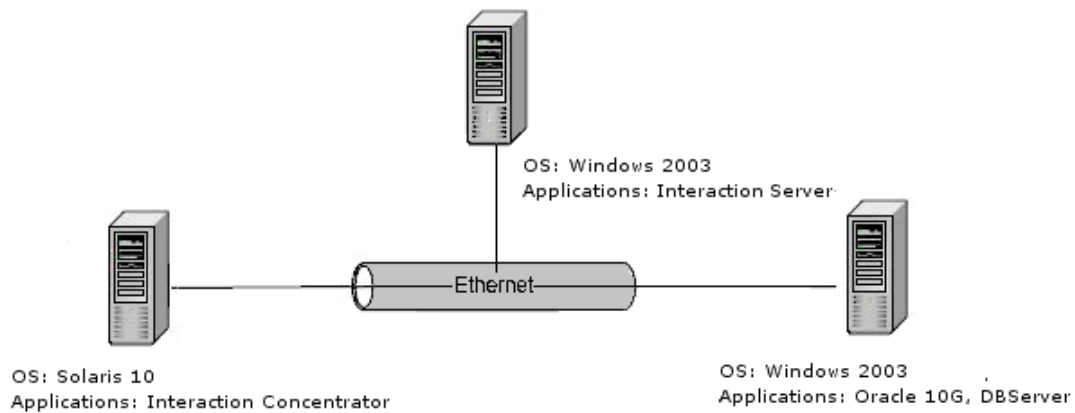 OS: Windows 2003
Applications: Interaction Server
Ethernet
OS: Solaris 10
Applications: Interaction Concentrator
OS: Windows 2003
Applications: Oracle 10G, DBServer